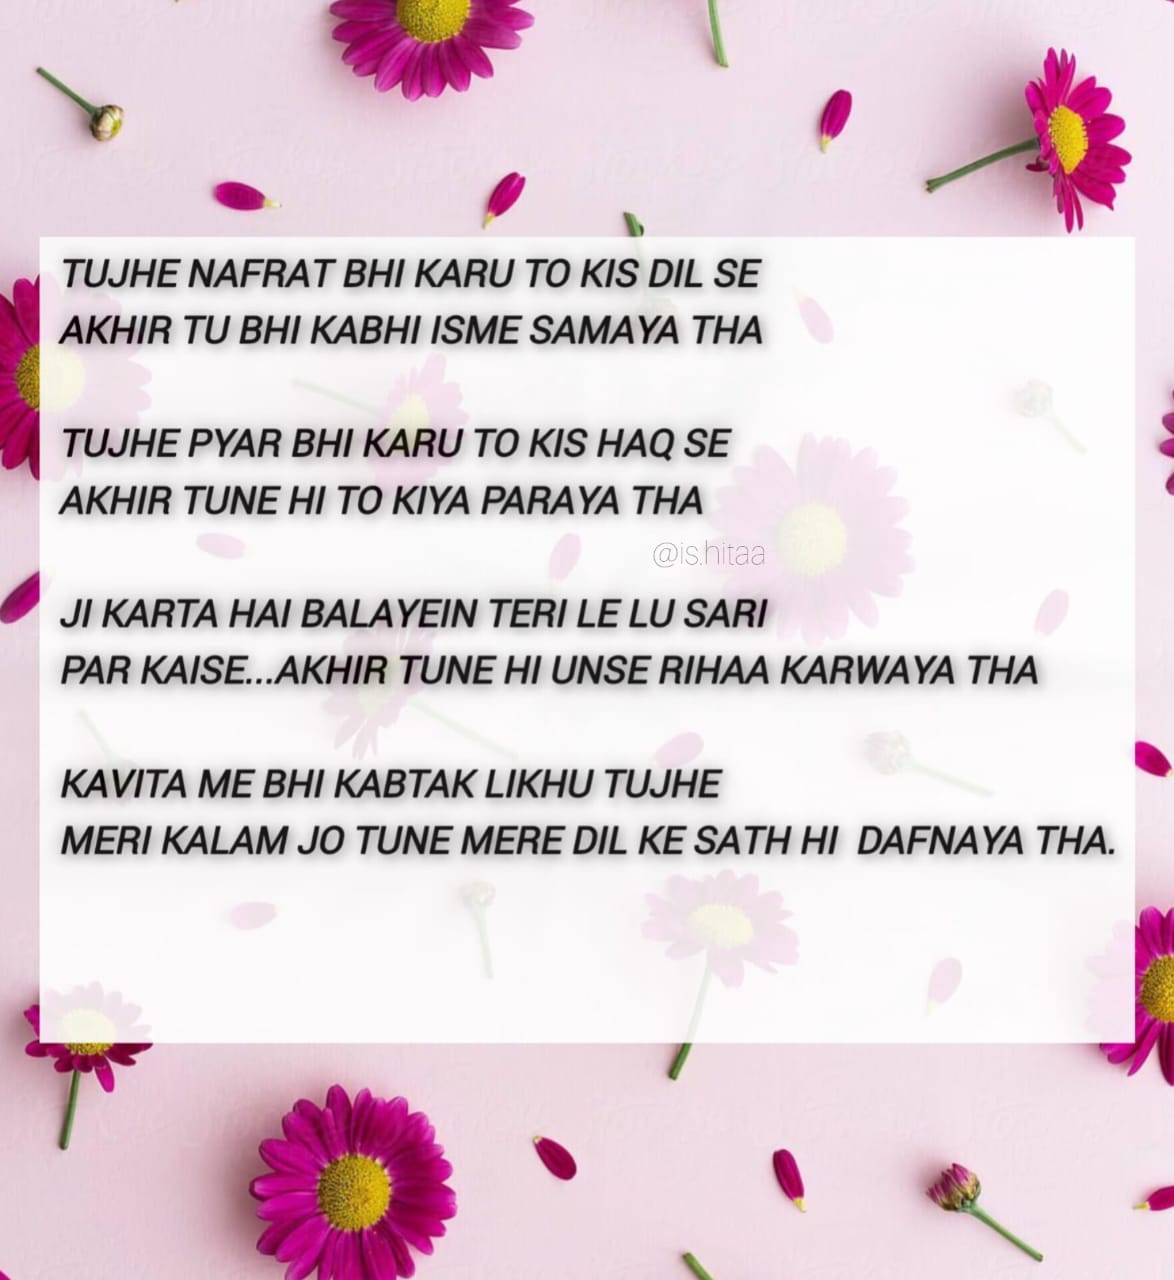 TUJHE NAFRAT BHI KARU TO KIS DIL SE
AKHIR TU BHI KABHI ISME SAMAYA THA
TUJHE PYAR BHI KARU TO KIS HAQ SE
AKHIR TUNE HI TO KIYA PARAYA THA
@is.hitaa
JI KARTA HAI BALAYEIN TERI LE LU SARI
PAR KAISE...AKHIR TUNE HI UNSE RIHAA KARWAYA THA
KAVITA ME BHI KABTAK LIKHU TUJHE
MERI KALAM JO TUNE MERE DIL KE SATH HI  DAFNAYA THA.